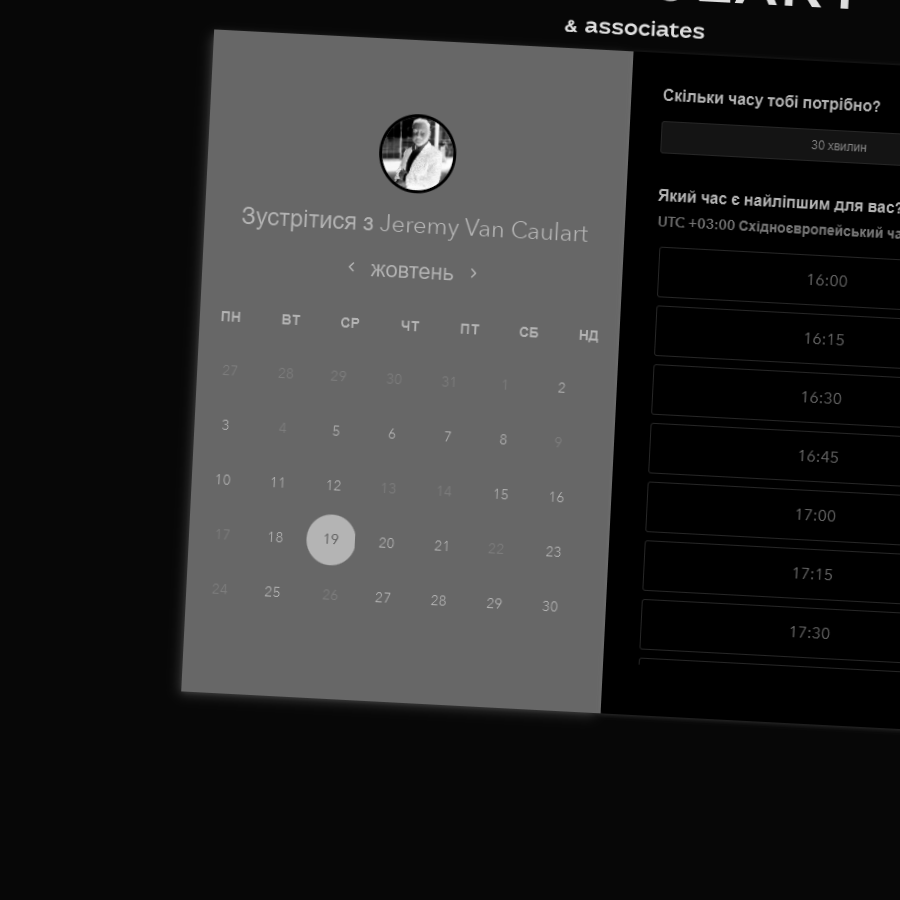 & associates
Зустрітися з Jeremy Van Caulart
‹ жовтень ›
ПН ВТ СР ЧТ ПТ СБ НД
27 28 29 30 31 1 2
3 4 5 6 7 8 9
10 11 12 13 14 15 16
17 18 19 20 21 22 23
24 25 26 27 28 29 30
Скільки часу тобі потрібно?
30 хвилин
Який час є найліпшим для вас?
UTC +03:00 Східноєвропейський
16:00
16:15
16:30
16:45
17:00
17:15
17:30